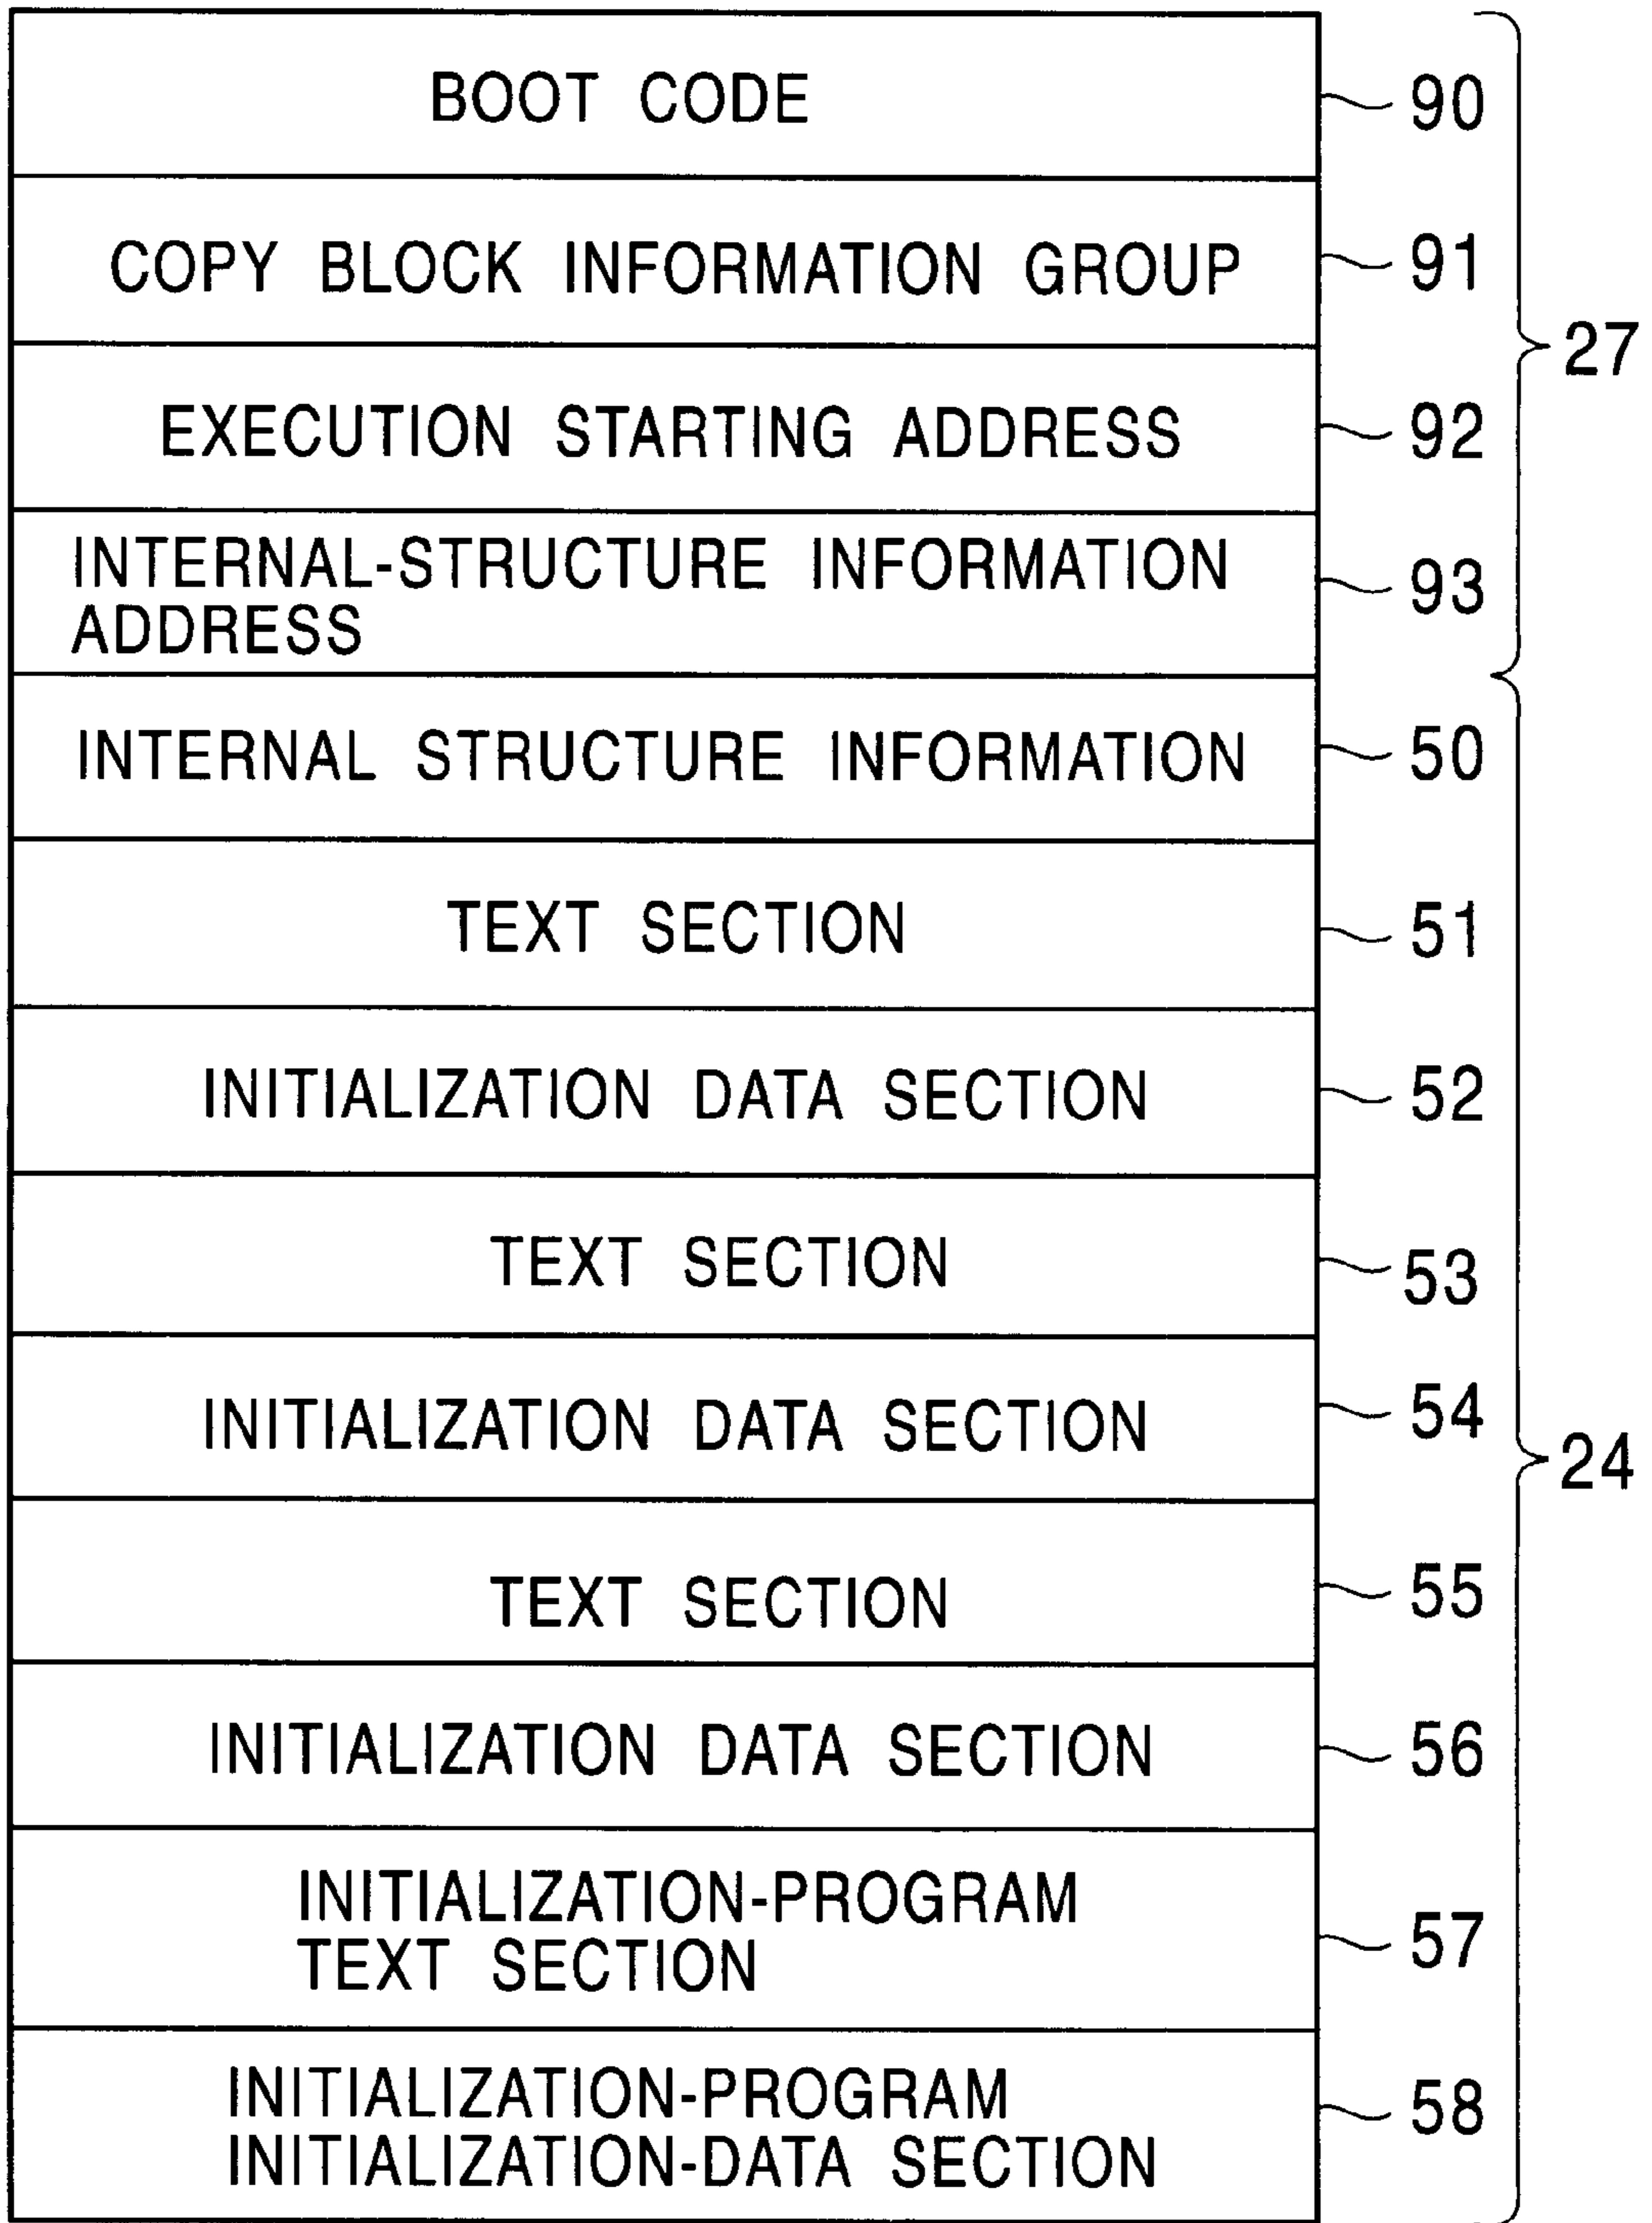 BOOT CODE
90
COPY BLOCK INFORMATION GROUP
91
27
EXECUTION STARTING ADDRESS
92
INTERNAL-STRUCTURE INFORMATION
ADDRESS
93
INTERNAL STRUCTURE INFORMATION
50
TEXT SECTION
51
INITIALIZATION DATA SECTION
52
TEXT SECTION
53
INITIALIZATION DATA SECTION
54
24
TEXT SECTION
55
INITIALIZATION DATA SECTION
56
INITIALIZATION-PROGRAM
TEXT SECTION
57
INITIALIZATION-PROGRAM
INITIALIZATION-DATA SECTION
58